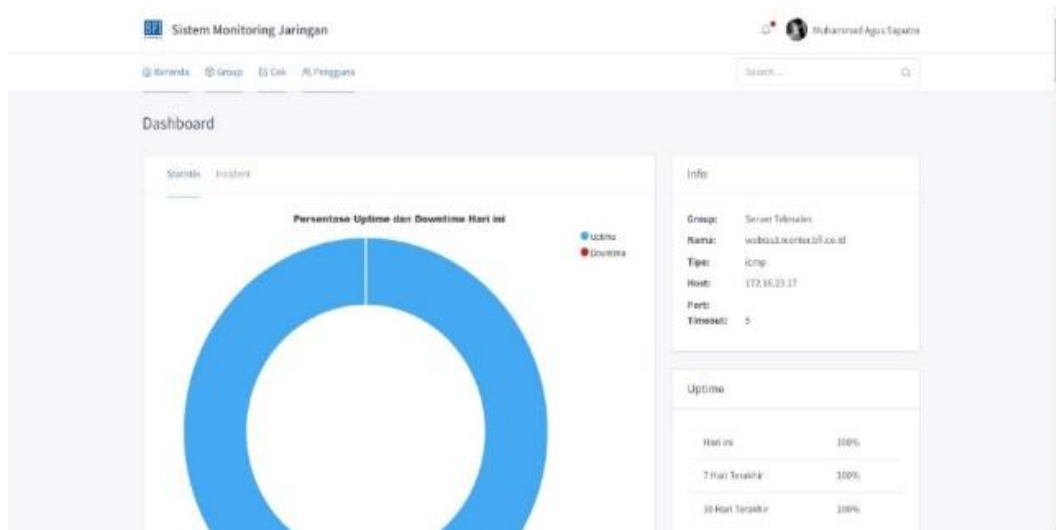 BFI Sistem Monitoring Jaringan
Muhammad Agus Saputra
Beranda Group Cek Pengguna
Search...
Dashboard
Statistik Incident
Persentase Uptime dan Downtime Hari ini
Uptime
Downtime
Info
Group: Server Telesales
Nama:
Tipe: icmp
Host: 172.16.23.17
Port:
Timeout: 5
Uptime
Hari ini 100%
7 Hari Terakhir 100%
30 Hari Terakhir 100%